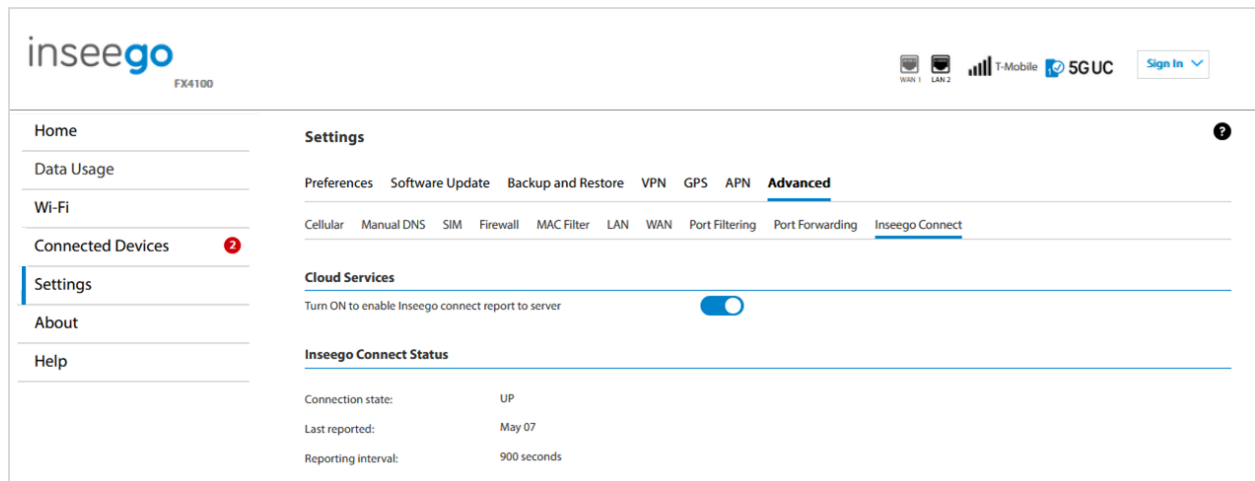 inseego
FX4100
WAN 1 LAN 2 T-Mobile 5G UC Sign In
Home
Data Usage
Wi-Fi
Connected Devices 2
Settings
About
Help
Settings ?
Preferences Software Update Backup and Restore VPN GPS APN Advanced
Cellular Manual DNS SIM Firewall MAC Filter LAN WAN Port Filtering Port Forwarding Inseego Connect
Cloud Services
Turn ON to enable Inseego connect report to server
Inseego Connect Status
Connection state: UP
Last reported: May 07
Reporting interval: 900 seconds